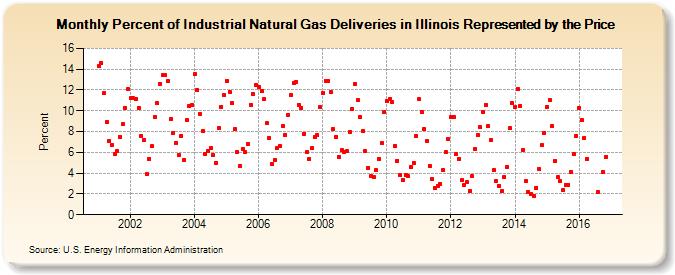 Monthly Percent of Industrial Natural Gas Deliveries in Illinois Represented by the Price
Percent
16
14
12
10
8
6
4
2
0
2002 2004 2006 2008 2010 2012 2014 2016
Source: U.S. Energy Information Administration